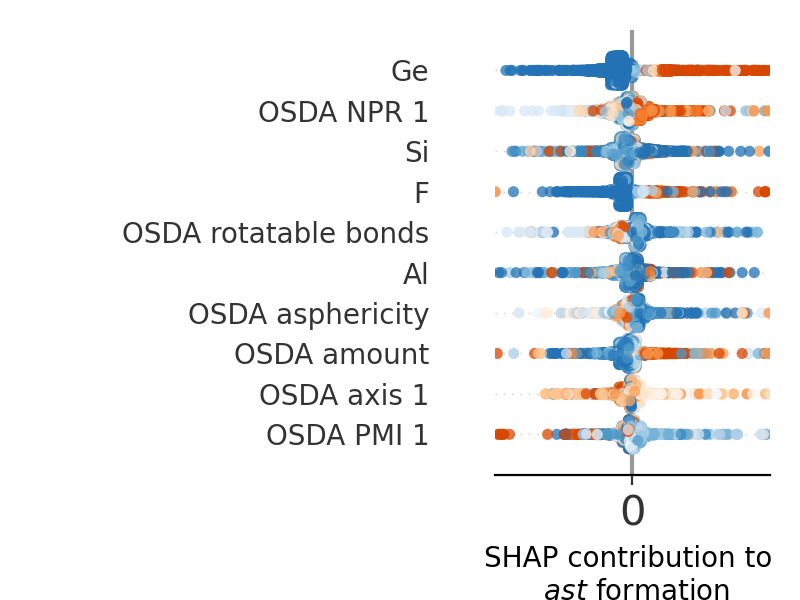 Ge
OSDA NPR 1
Si
F
OSDA rotatable bonds
Al
OSDA asphericity
OSDA amount
OSDA axis 1
OSDA PMI 1
0
SHAP contribution to
ast formation